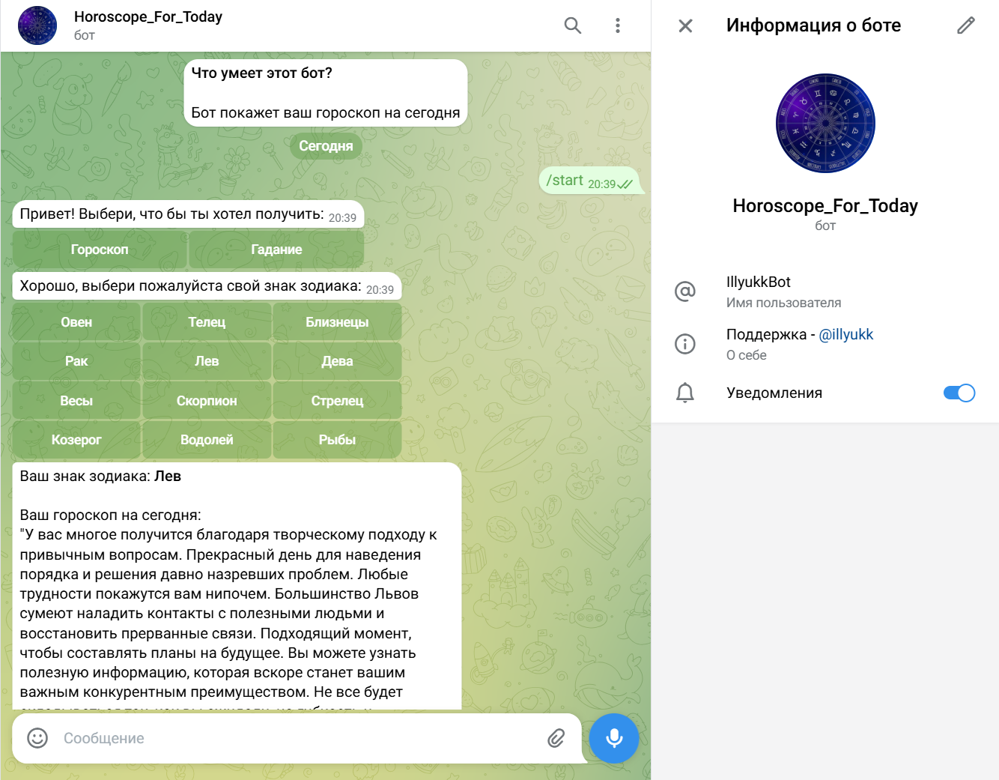 Horoscope_For_Today
бот
Что умеет этот бот?
Бот покажет ваш гороскоп на сегодня
Сегодня
/start 20:39
Привет! Выбери, что бы ты хотел получить: 20:39
Гороскоп Гадание
Хорошо, выбери пожалуйста свой знак зодиака: 20:39
Овен Телец Близнецы
Рак Лев Дева
Весы Скорпион Стрелец
Козерог Водолей Рыбы
Ваш знак зодиака: Лев
Ваш гороскоп на сегодня:
"У вас многое получится благодаря творческому подходу к
привычным вопросам. Прекрасный день для наведения
порядка и решения давно назревших проблем. Любые
трудности покажутся вам нипочем. Большинство Львов
сумеют наладить контакты с полезными людьми и
восстановить прерванные связи. Подходящий момент,
чтобы составлять планы на будущее. Вы можете узнать
полезную информацию, которая вскоре станет вашим
важным конкурентным преимуществом. Не все будет
Сообщение
Информация о боте
Horoscope_For_Today
бот
IllyukkBot
Имя пользователя
Поддержка - @illyukk
О себе
Уведомления